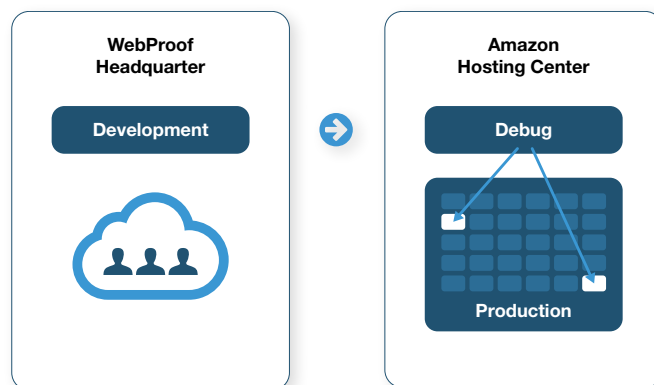 WebProof
Headquarter
Development
Amazon
Hosting Center
Debug
Production